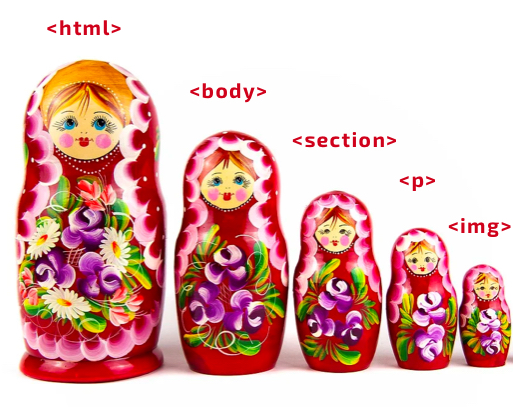 <html>
<body>
<section>
<p>
<img>